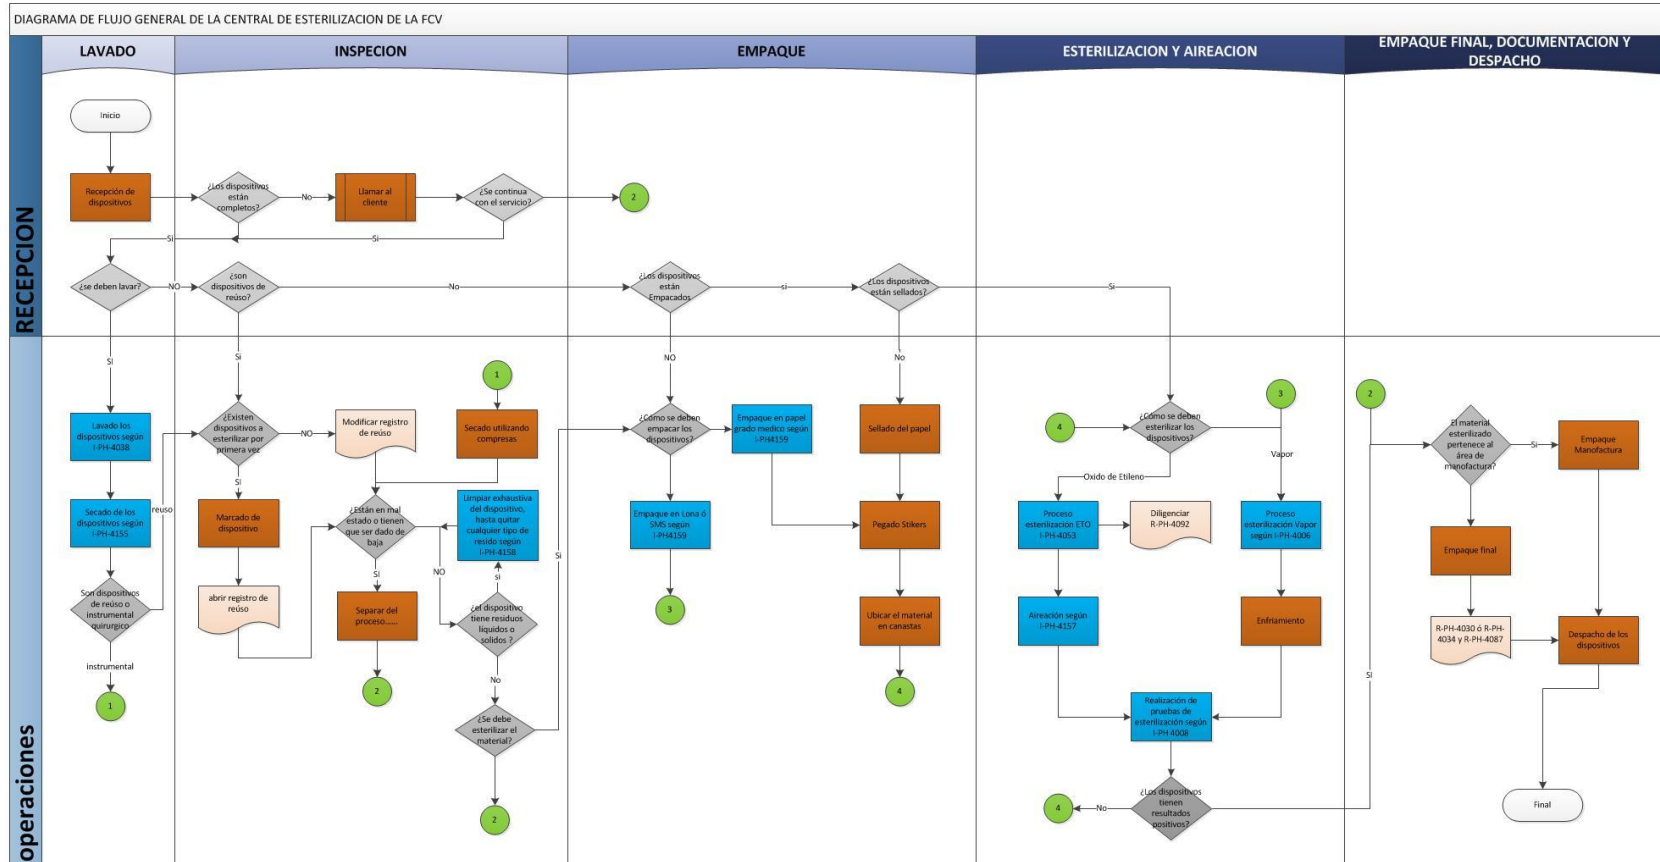 DIAGRAMA DE FLUJO GENERAL DE LA CENTRAL DE ESTERILIZACION DE LA FCV
LAVADO
INSPECION
EMPAQUE
ESTERILIZACION Y AIREACION
EMPAQUE FINAL, DOCUMENTACION Y
DESPACHO
RECEPCION
Inicio
Recepción de
dispositivos
¿Los dispositivos
están
completos?
No
Llamar al
cliente
¿Se continua
con el servicio?
2
Si
Si
¿se deben lavar?
NO
¿son
dispositivos de
reúso?
No
¿Los dispositivos
están
Empacados
si
¿Los dispositivos
están sellados?
Si
operaciones
SI
Lavado los
dispositivos según
I-PH-4038
Secado de los
dispositivos según
I-PH-4155
reuso
Son dispositivos
de reúso o
instrumental
quirurgico
instrumental
1
Si
¿Existen
dispositivos a
esterilizar por
primera vez
NO
Modificar registro
de reúso
SI
Marcado de
dispositivo
abrir registro de
reúso
1
Secado utilizando
compresas
¿Están en mal
estado o tienen
que ser dado de
baja
Limpiar exhaustiva
del dispositivo,
hasta quitar
cualquier tipo de
resido según
I-PH-4158
SI
NO
si
Separar del
proceso......
2
¿el dispositivo
tiene residuos
líquidos o
solidos ?
No
¿Se debe
esterilizar el
material?
Si
2
NO
¿Cómo se deben
empacar los
dispositivos?
Empaque en papel
grado medico según
I-PH4159
Empaque en Lona ó
SMS según
I-PH4159
3
No
Sellado del papel
Pegado Stikers
Ubicar el material
en canastas
4
4
¿Cómo se deben
esterilizar los
dispositivos?
3
Vapor
Oxido de Etileno
Proceso
esterilización ETO
I-PH-4053
Diligenciar
R-PH-4092
Proceso
esterilización Vapor
según I-PH-4006
Aireación según
I-PH-4157
Enfriamiento
Realización de
pruebas de
esterilización según
I-PH 4008
¿Los dispositivos
tienen
resultados
positivos?
No
4
SI
2
El material
esterilizado
pertenece al
área de
manufactura?
Si
Empaque
Manufactura
Empaque final
R-PH-4030 ó R-PH-
4034 y R-PH-4087
Despacho de los
dispositivos
Final